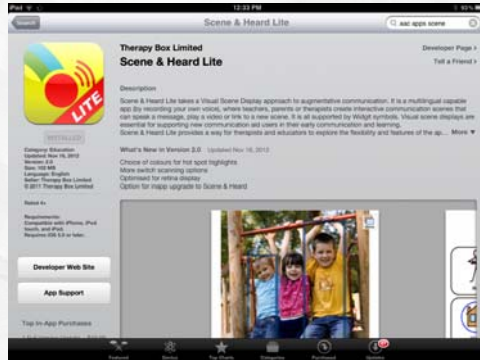 iPad
12:33 PM
93%
Search
Scene & Heard Lite
aac apps scene
LITE
INSTALLED
Category: Education
Updated: Nov 16, 2012
Version: 2.0
Size: 102 MB
Language: English
Seller: Therapy Box Limited
© 2011 Therapy Box Limited
Rated 4+
Requirements:
Compatible with iPhone, iPod touch, and iPad.
Requires iOS 5.0 or later.
Developer Web Site
App Support
Top In-App Purchases
Therapy Box Limited
Scene & Heard Lite
Developer Page
Tell a Friend
Description
Scene & Heard Lite takes a Visual Scene Display approach to augmentative communication. It is a multilingual capable
app (by recording your own voice), where teachers, parents or therapists create interactive communication scenes that
can speak a message, play a video or link to a new scene. It is all supported by Widgit symbols. Visual scene displays are
essential for supporting new communication aid users in their early communication and learning.
Scene & Heard Lite provides a way for therapists and educators to explore the flexibility and features of the ap... More ▼
What's New in Version 2.0 Updated Nov 16, 2012
Choice of colours for hot spot highlights
More switch scanning options
Optimised for retina display
Option for inapp upgrade to Scene & Heard
Featured
Genius
Top Charts
Categories
Purchased
Updates